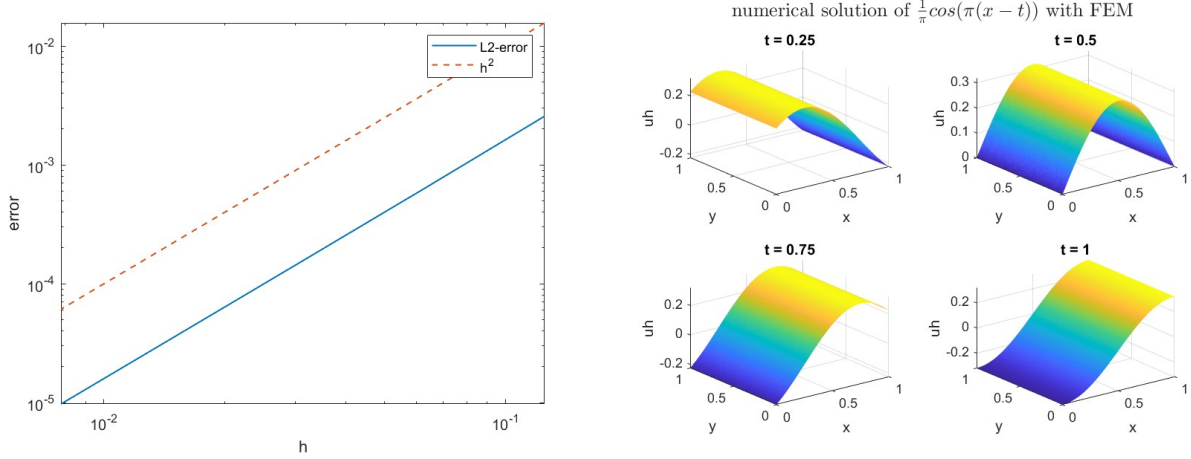 numerical solution of $\frac{1}{\pi}cos(\pi(x-t))$ with FEM
10^-2
10^-3
10^-4
10^-5
error
L2-error
h^2
10^-2
10^-1
h
t = 0.25
0.2
0
-0.2
uh
1
0.5
0
y
0
0.5
1
x
t = 0.5
0.3
0.2
0.1
0
uh
1
0.5
0
y
0
0.5
1
x
t = 0.75
0.2
0
-0.2
uh
1
0.5
0
y
0
0.5
1
x
t = 1
0.2
0
-0.2
uh
1
0.5
0
y
0
0.5
1
x